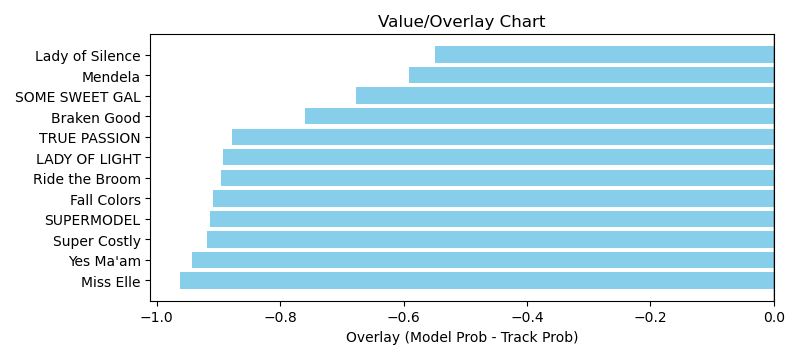 Value/Overlay Chart
Lady of Silence
Mendela
SOME SWEET GAL
Braken Good
TRUE PASSION
LADY OF LIGHT
Ride the Broom
Fall Colors
SUPERMODEL
Super Costly
Yes Ma'am
Miss Elle
−1.0 −0.8 −0.6 −0.4 −0.2 0.0
Overlay (Model Prob - Track Prob)